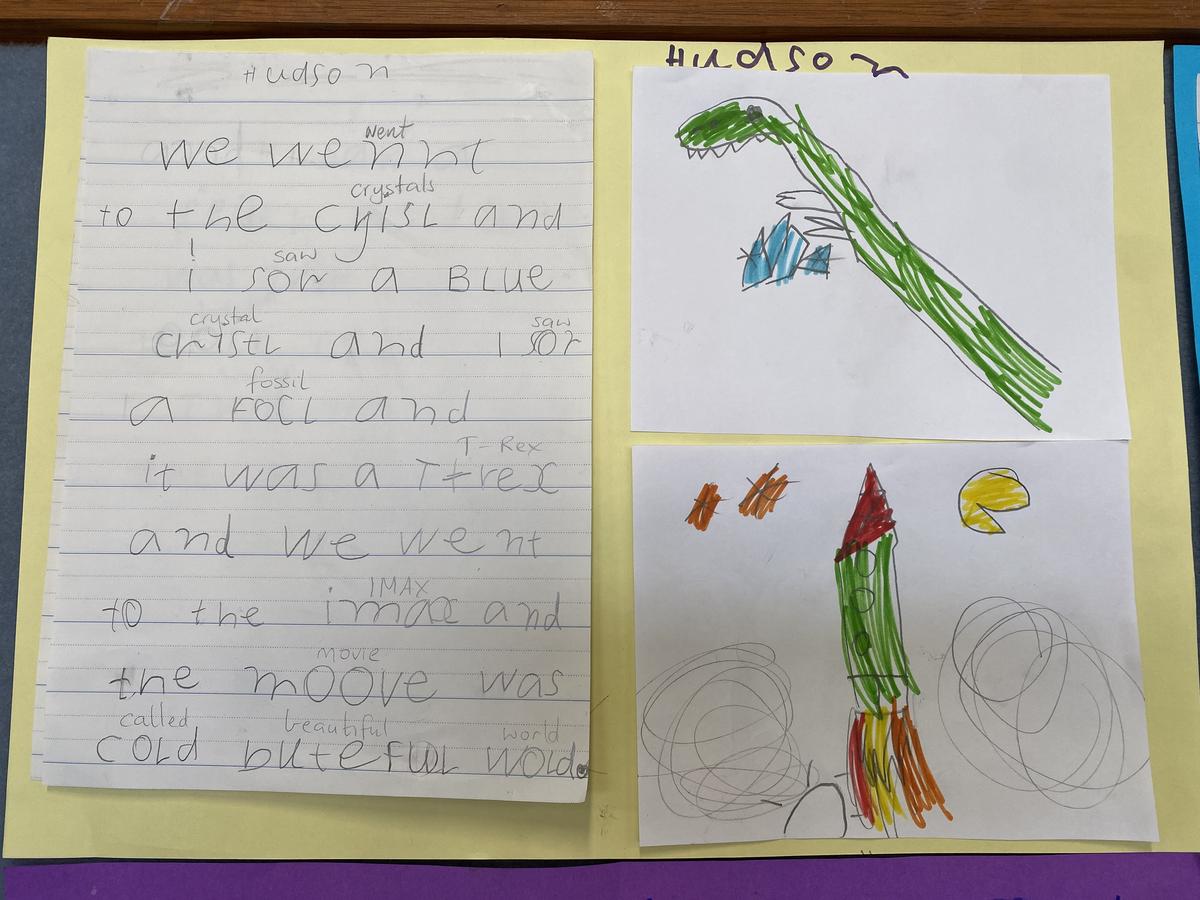 Hudson
went
we wennt
crystals
to the crisl and
! saw
i sor a BLUE
crystal saw
cristl and I sor
fossil
a FOCL and
T-Rex
it was a T trex
and we went
IMAX
to the imax and
movie
the moove was
called beautiful world
cold buteful wold.
Hudson